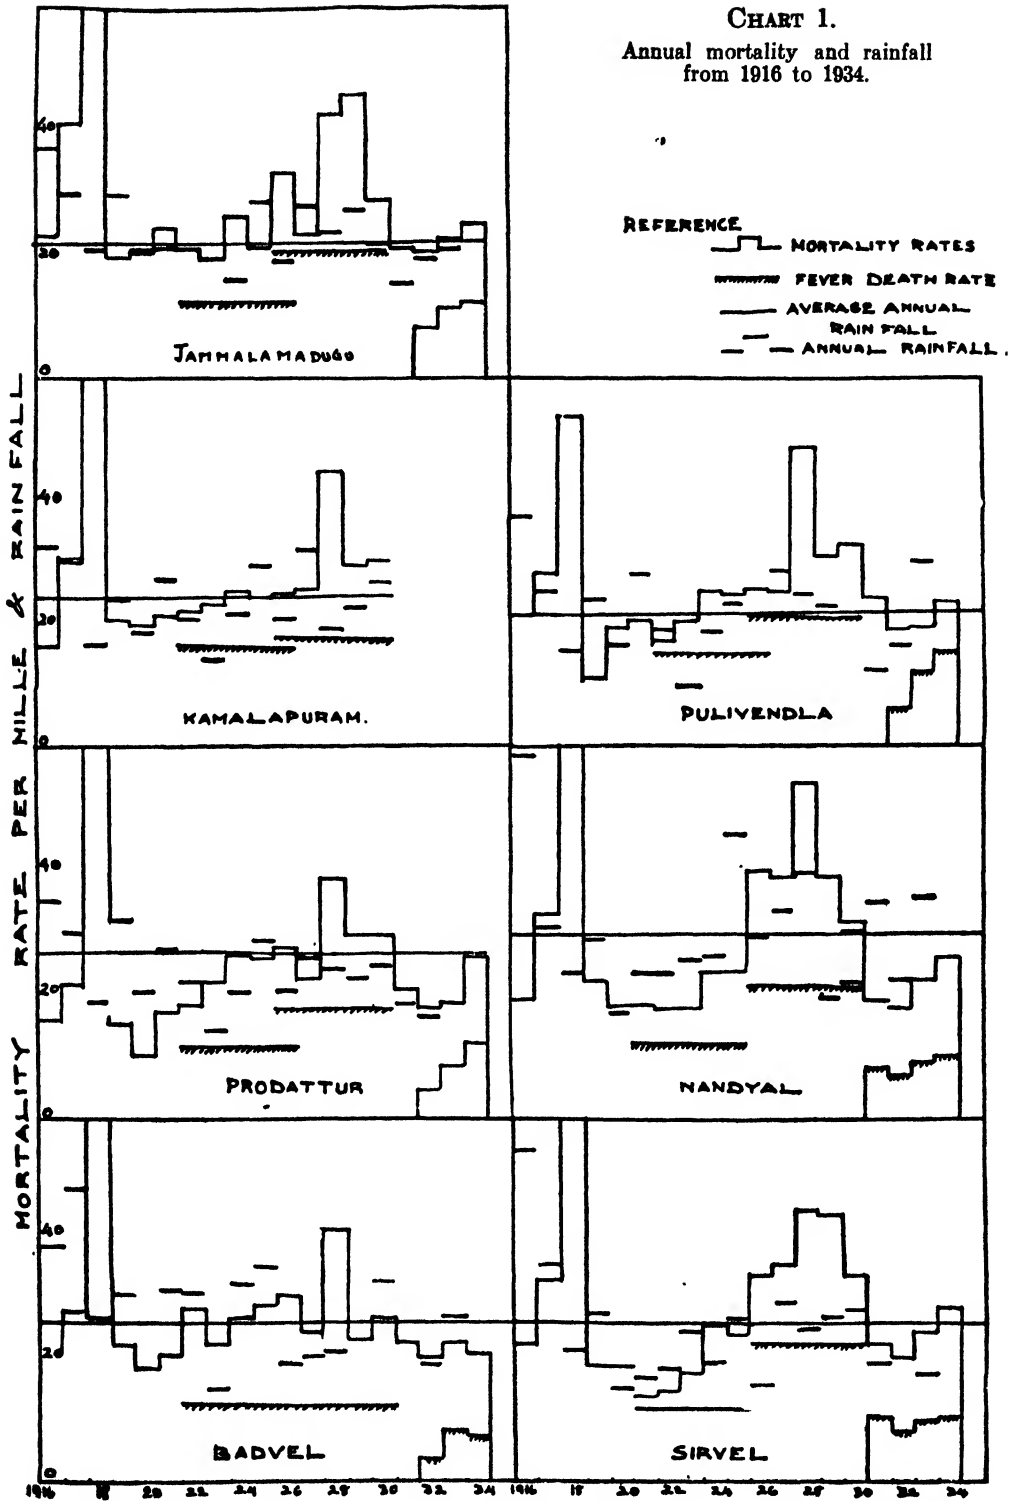 CHART 1.
Annual mortality and rainfall
from 1916 to 1934.
REFERENCE
MORTALITY RATES
FEVER DEATH RATE
AVERAGE ANNUAL
RAIN FALL
ANNUAL RAINFALL.
MORTALITY RATE PER MILLE & RAIN FALL
40
20
0
JAMMALAMADUGU
40
20
0
KAMALAPURAM.
PULIVENDLA
40
20
0
PRODATTUR
NANDYAL
40
20
0
BADVEL
SIRVEL
1916 18 20 22 24 26 28 30 32 34 1916 18 20 22 24 26 28 30 32 34